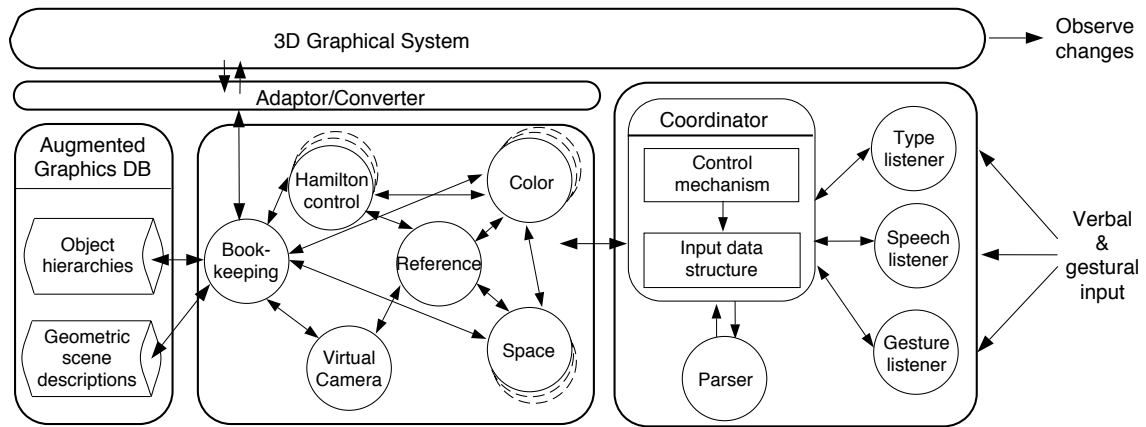 3D Graphical System
Observe
changes
Adaptor/Converter
Augmented
Graphics DB
Object
hierarchies
Geometric
scene
descriptions
Hamilton
control
Color
Book-
keeping
Reference
Virtual
Camera
Space
Coordinator
Control
mechanism
Input data
structure
Parser
Type
listener
Speech
listener
Gesture
listener
Verbal
&
gestural
input